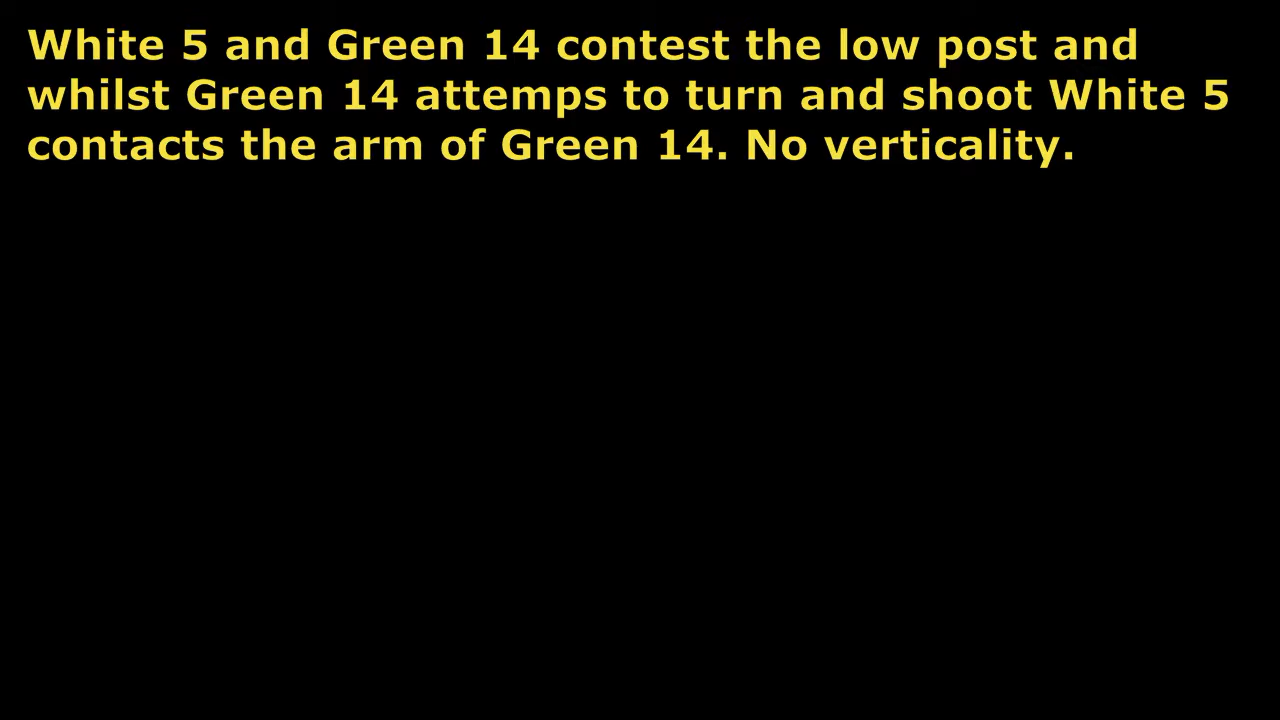 White 5 and Green 14 contest the low post and
whilst Green 14 attemps to turn and shoot White 5
contacts the arm of Green 14. No verticality.